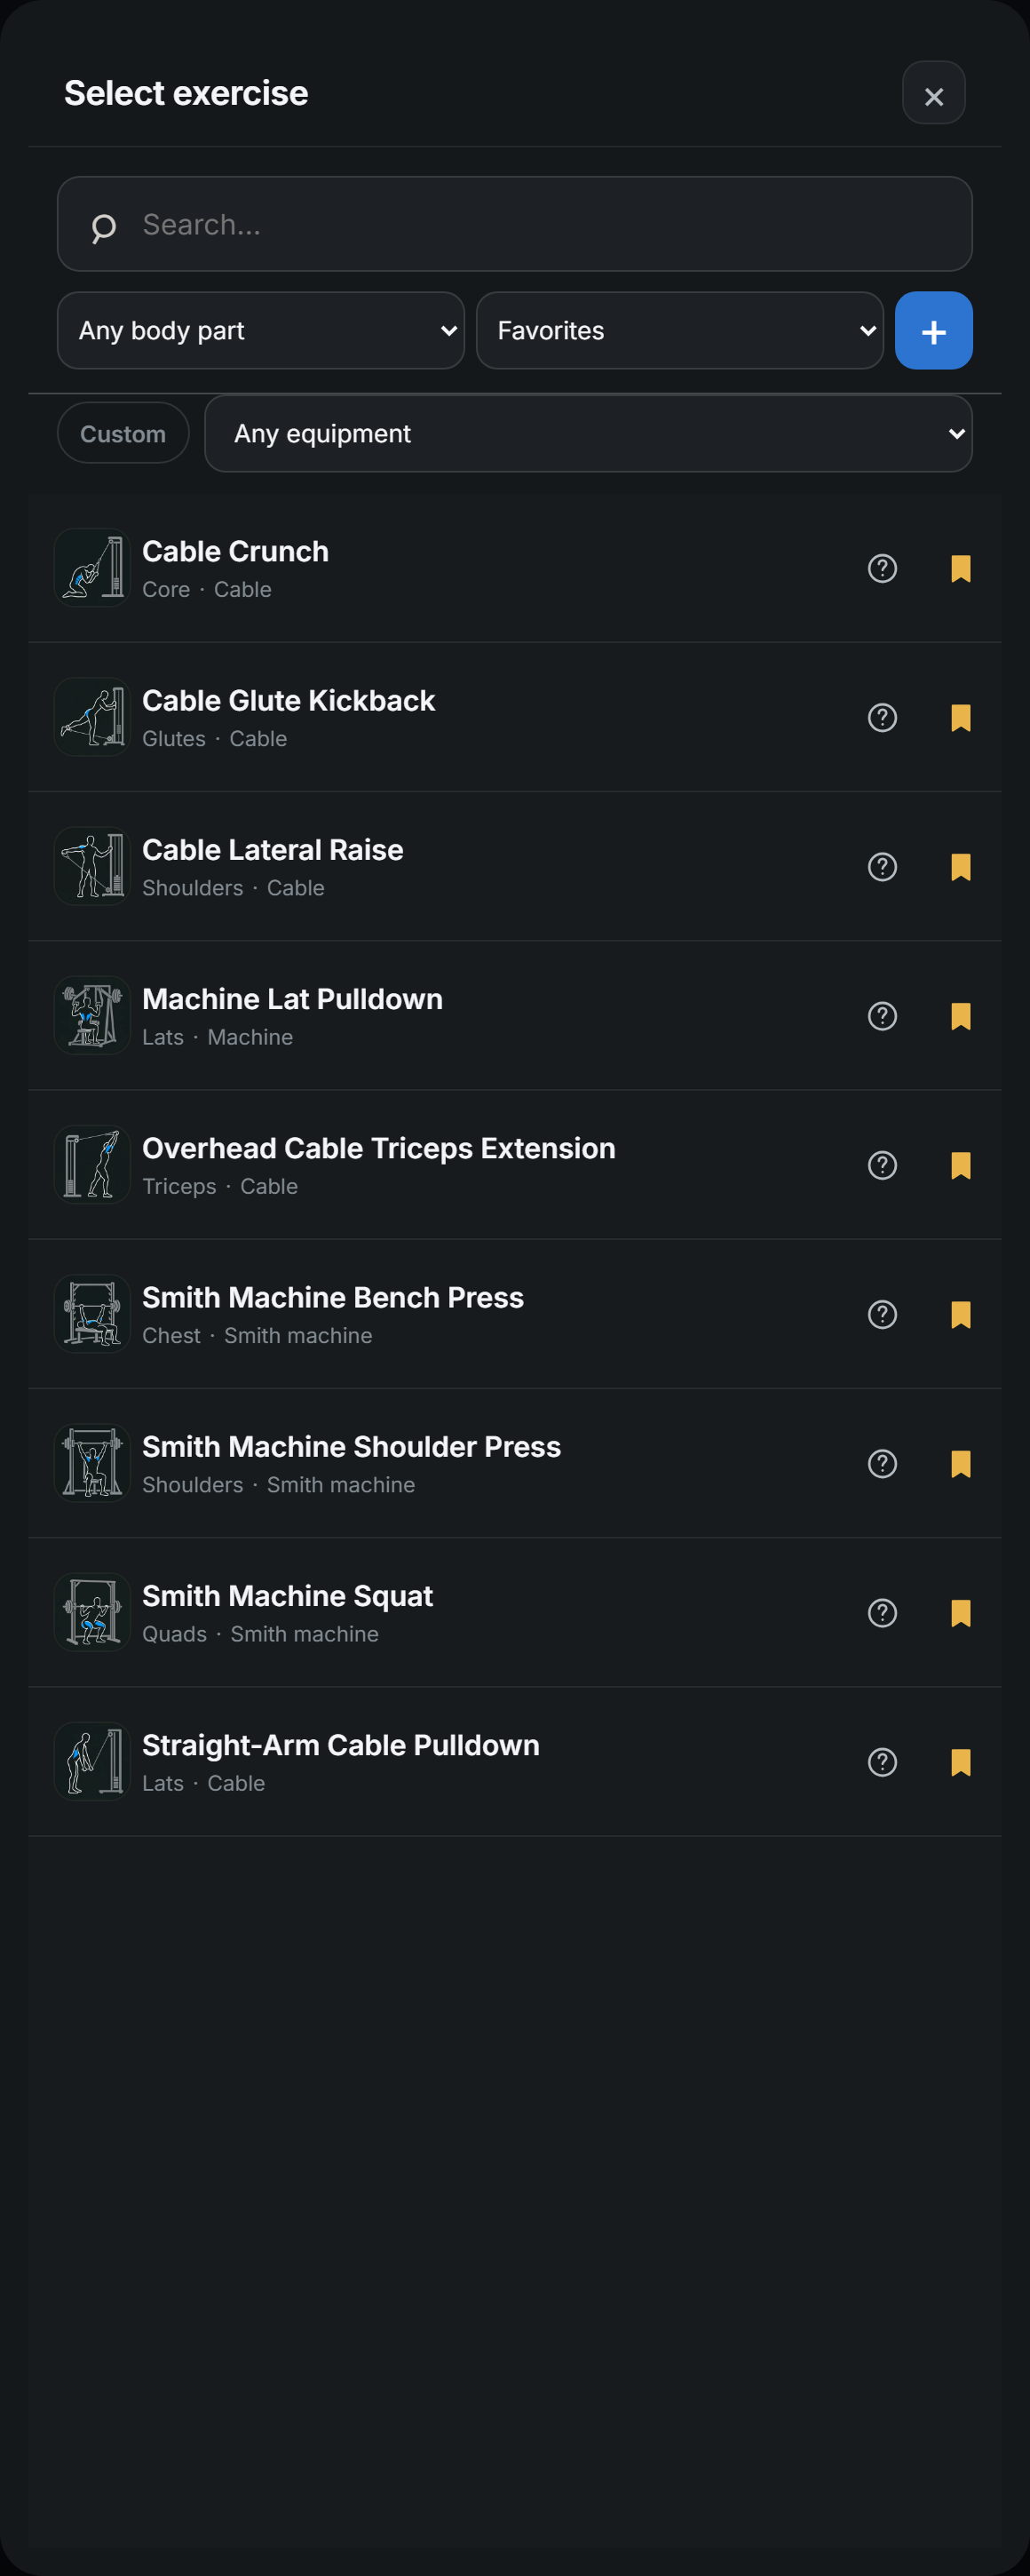 Select exercise
Search...
Any body part
Favorites
Custom
Any equipment
Cable Crunch
Core · Cable
Cable Glute Kickback
Glutes · Cable
Cable Lateral Raise
Shoulders · Cable
Machine Lat Pulldown
Lats · Machine
Overhead Cable Triceps Extension
Triceps · Cable
Smith Machine Bench Press
Chest · Smith machine
Smith Machine Shoulder Press
Shoulders · Smith machine
Smith Machine Squat
Quads · Smith machine
Straight-Arm Cable Pulldown
Lats · Cable